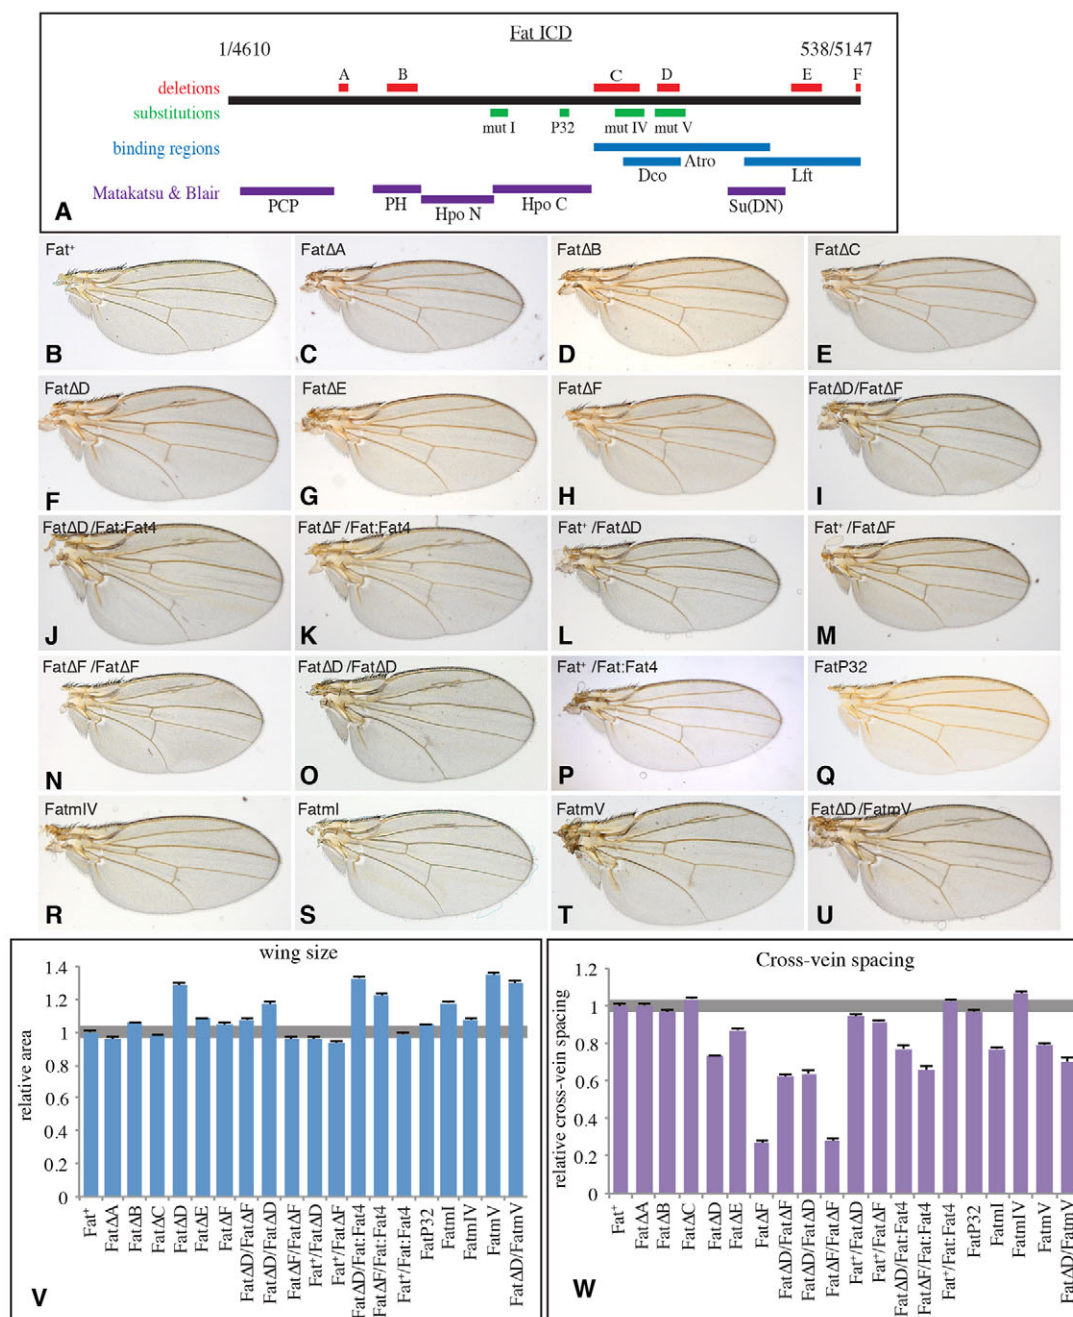 Fat ICD
1/4610 538/5147
A B C D E F
deletions
substitutions
mut I P32 mut IV mut V
binding regions
Atro
Dco Lft
Matakatsu & Blair
PCP PH Hpo N Hpo C Su(DN)
A
Fat⁺ FatΔA FatΔB FatΔC
B C D E
FatΔD FatΔE FatΔF FatΔD/FatΔF
F G H I
FatΔD/Fat:Fat4 FatΔF/Fat:Fat4 Fat⁺/FatΔD Fat⁺/FatΔF
J K L M
FatΔF/FatΔF FatΔD/FatΔD Fat⁺/Fat:Fat4 FatP32
N O P Q
FatmIV FatmI FatmV FatΔD/FatmV
R S T U
wing size
relative area
1.4
1.2
1
0.8
0.6
0.4
0.2
0
Fat⁺
FatΔA
FatΔB
FatΔC
FatΔD
FatΔE
FatΔF
FatΔD/FatΔF
FatΔD/FatΔD
FatΔF/FatΔF
Fat⁺/FatΔD
Fat⁺/FatΔF
FatΔD/Fat:Fat4
FatΔF/Fat:Fat4
Fat⁺/Fat:Fat4
FatP32
FatmI
FatmIV
FatmV
FatΔD/FatmV
V
Cross-vein spacing
relative cross-vein spacing
1.2
1
0.8
0.6
0.4
0.2
0
Fat⁺
FatΔA
FatΔB
FatΔC
FatΔD
FatΔE
FatΔF
FatΔD/FatΔF
FatΔD/FatΔD
FatΔF/FatΔF
Fat⁺/FatΔD
Fat⁺/FatΔF
FatΔD/Fat:Fat4
FatΔF/Fat:Fat4
Fat⁺/Fat:Fat4
FatP32
FatmI
FatmIV
FatmV
FatΔD/FatmV
W